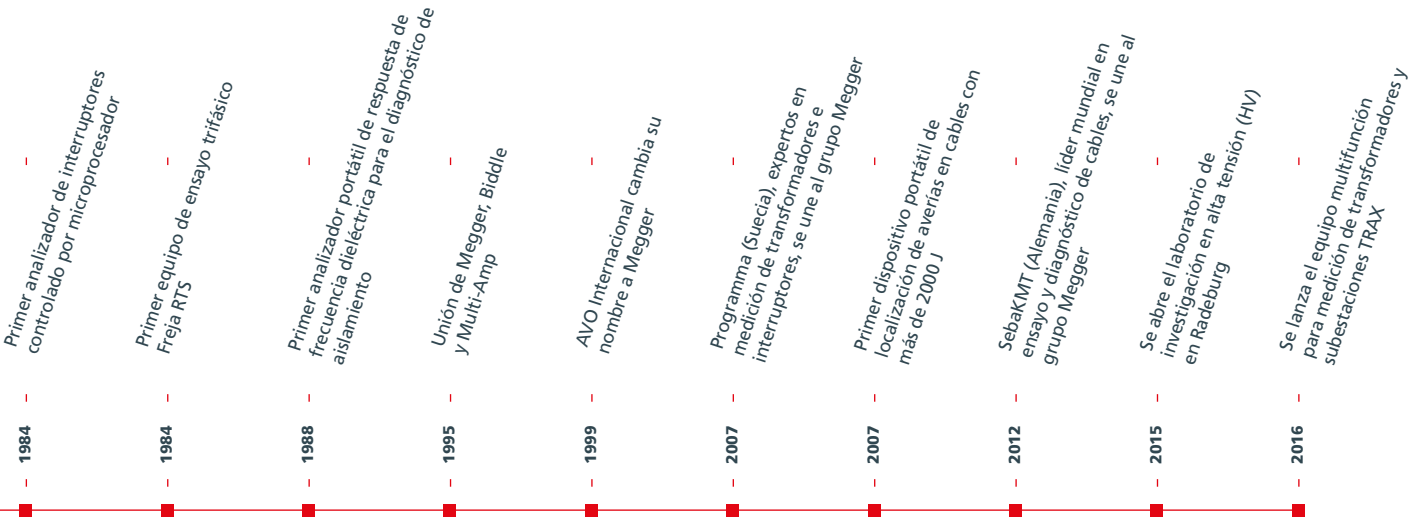 Primer analizador de interruptores
controlado por microprocesador
1984
Primer equipo de ensayo trifásico
Freja RTS
1984
Primer analizador portátil de respuesta de
frecuencia dieléctrica para el diagnóstico de
aislamiento
1988
Unión de Megger, Biddle
y Multi-Amp
1995
AVO Internacional cambia su
nombre a Megger
1999
Programma (Suecia), expertos en
medición de transformadores e
interruptores, se une al grupo Megger
2007
Primer dispositivo portátil de
localización de averías en cables con
más de 2000 J
2007
SebaKMT (Alemania), líder mundial en
ensayo y diagnóstico de cables, se une al
grupo Megger
2012
Se abre el laboratorio de
investigación en alta tensión (HV)
en Radeburg
2015
Se lanza el equipo multifunción
para medición de transformadores y
subestaciones TRAX
2016